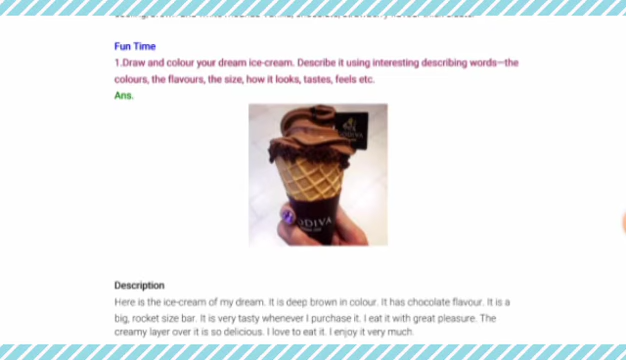 Fun Time
1.Draw and colour your dream ice-cream. Describe it using interesting describing words—the
colours, the flavours, the size, how it looks, tastes, feels etc.
Ans.
GODIVA
ODIVA
Description
Here is the ice-cream of my dream. It is deep brown in colour. It has chocolate flavour. It is a
big, rocket size bar. It is very tasty whenever I purchase it. I eat it with great pleasure. The
creamy layer over it is so delicious. I love to eat it. I enjoy it very much.